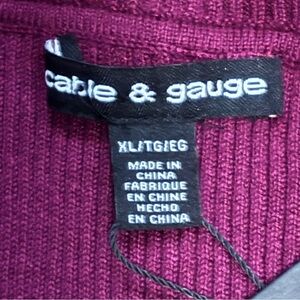 cable & gauge
XL/TG/EG
MADE IN
CHINA
FABRIQUE
EN CHINE
HECHO
EN CHINA